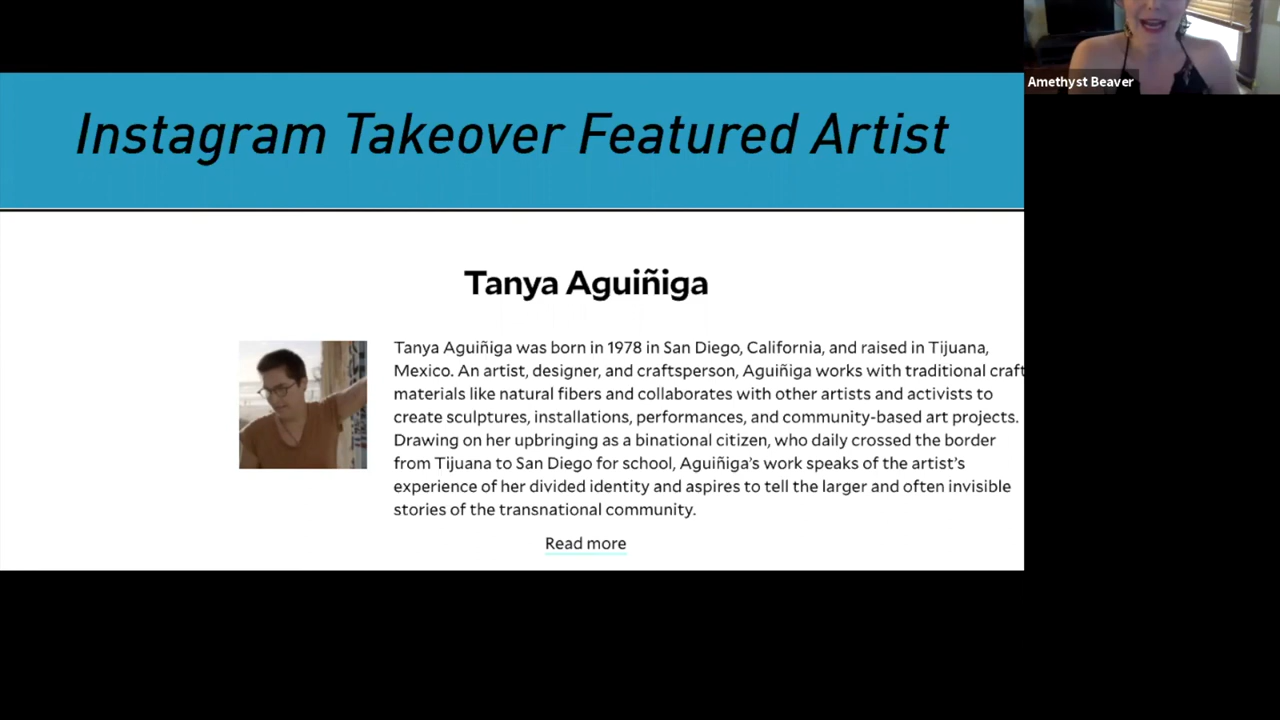 Instagram Takeover Featured Artist
Amethyst Beaver
Tanya Aguiñiga
Tanya Aguiñiga was born in 1978 in San Diego, California, and raised in Tijuana,
Mexico. An artist, designer, and craftsperson, Aguiñiga works with traditional craft
materials like natural fibers and collaborates with other artists and activists to
create sculptures, installations, performances, and community-based art projects.
Drawing on her upbringing as a binational citizen, who daily crossed the border
from Tijuana to San Diego for school, Aguiñiga’s work speaks of the artist’s
experience of her divided identity and aspires to tell the larger and often invisible
stories of the transnational community.
Read more